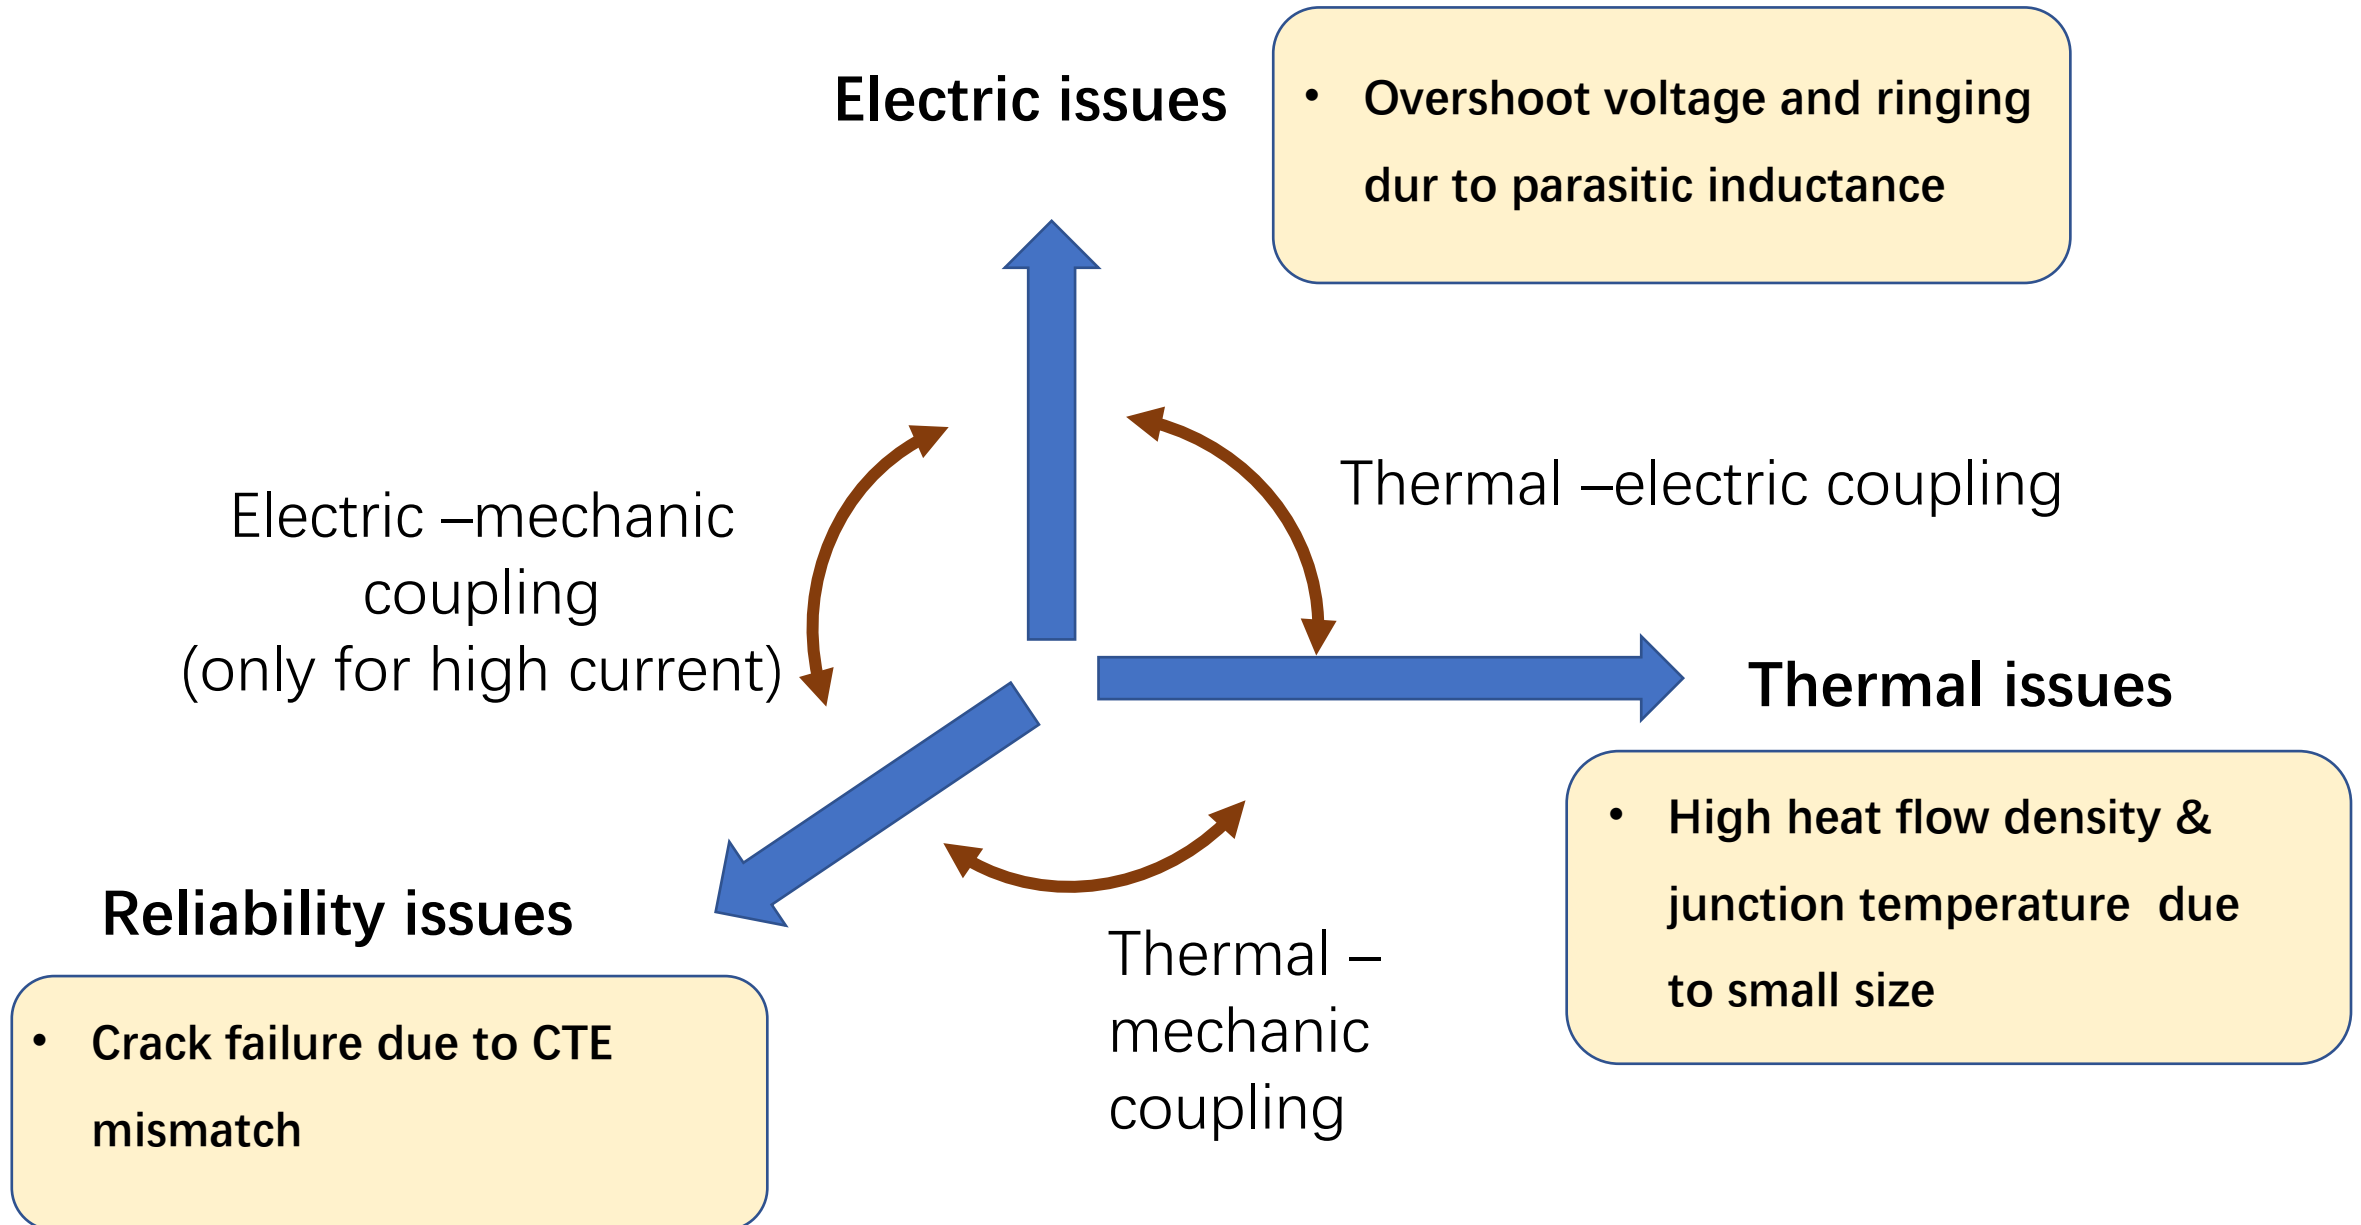 Electric issues
• Overshoot voltage and ringing
dur to parasitic inductance
Thermal –electric coupling
Electric –mechanic
coupling
(only for high current)
Thermal issues
• High heat flow density &
junction temperature  due
to small size
Reliability issues
• Crack failure due to CTE
mismatch
Thermal –
mechanic
coupling